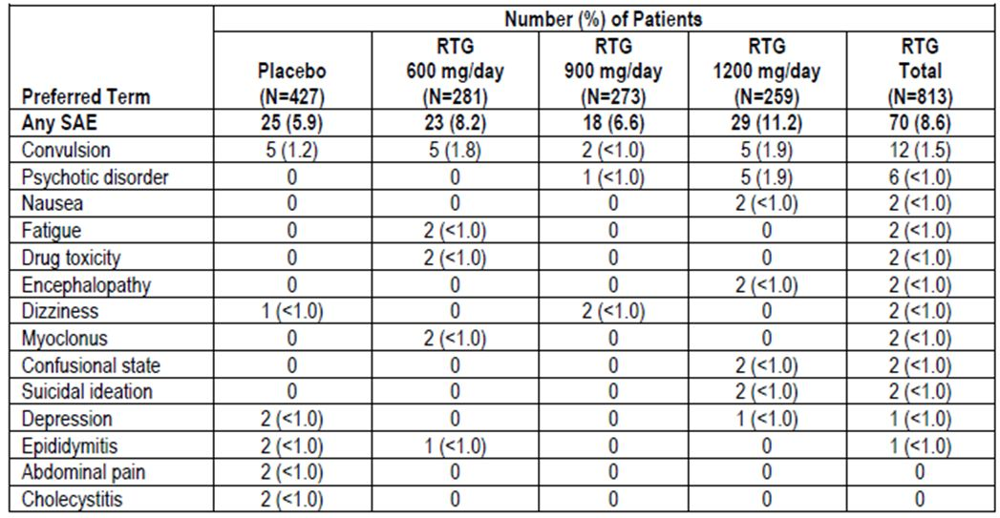 Number (%) of Patients
Preferred Term Placebo (N=427) RTG 600 mg/day (N=281) RTG 900 mg/day (N=273) RTG 1200 mg/day (N=259) RTG Total (N=813)
Any SAE 25 (5.9) 23 (8.2) 18 (6.6) 29 (11.2) 70 (8.6)
Convulsion 5 (1.2) 5 (1.8) 2 (<1.0) 5 (1.9) 12 (1.5)
Psychotic disorder 0 0 1 (<1.0) 5 (1.9) 6 (<1.0)
Nausea 0 0 0 2 (<1.0) 2 (<1.0)
Fatigue 0 2 (<1.0) 0 0 2 (<1.0)
Drug toxicity 0 2 (<1.0) 0 0 2 (<1.0)
Encephalopathy 0 0 0 2 (<1.0) 2 (<1.0)
Dizziness 1 (<1.0) 0 2 (<1.0) 0 2 (<1.0)
Myoclonus 0 2 (<1.0) 0 0 2 (<1.0)
Confusional state 0 0 0 2 (<1.0) 2 (<1.0)
Suicidal ideation 0 0 0 2 (<1.0) 2 (<1.0)
Depression 2 (<1.0) 0 0 1 (<1.0) 1 (<1.0)
Epididymitis 2 (<1.0) 1 (<1.0) 0 0 1 (<1.0)
Abdominal pain 2 (<1.0) 0 0 0 0
Cholecystitis 2 (<1.0) 0 0 0 0